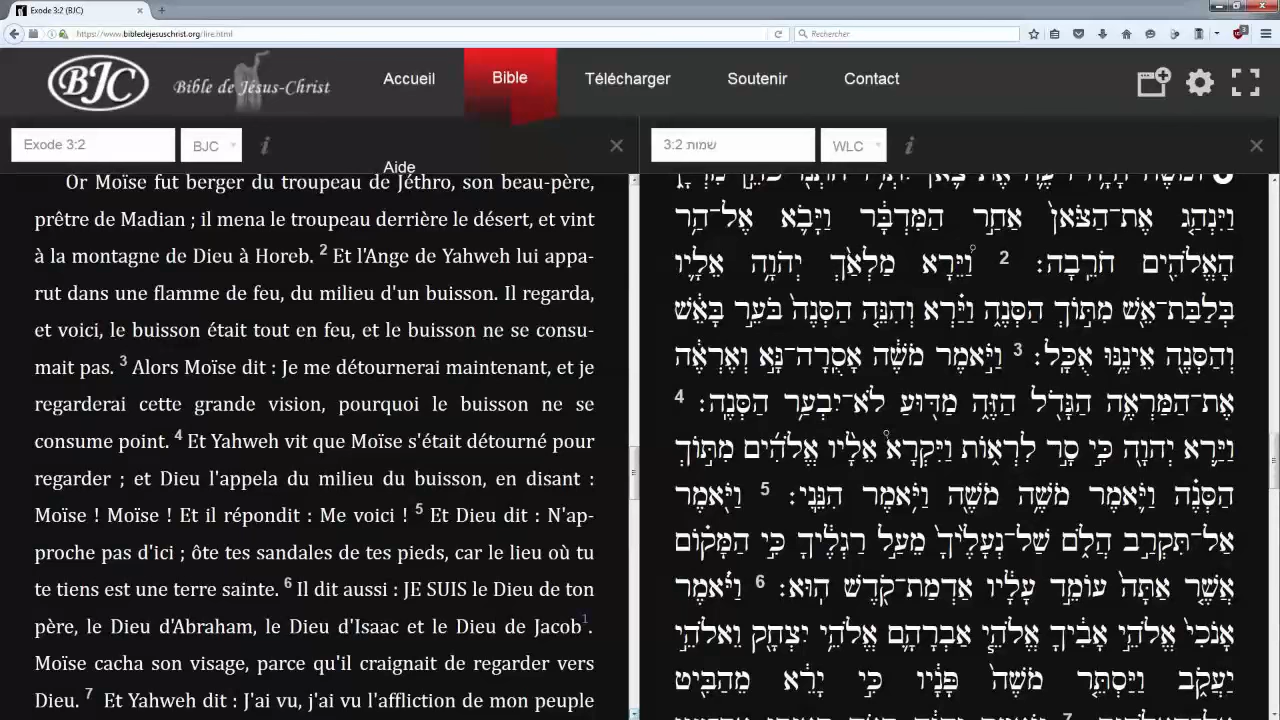 Exode 3:2 (BJC)
https://www.bibledejesuschrist.org/lire.html
Rechercher
BJC
Bible de Jésus-Christ
Accueil
Bible
Télécharger
Soutenir
Contact
Aide
Exode 3:2
BJC
שמות 3:2
WLC
Or Moïse fut berger du troupeau de Jéthro, son beau-père,
prêtre de Madian ; il mena le troupeau derrière le désert, et vint
à la montagne de Dieu à Horeb. 2 Et l'Ange de Yahweh lui appa-
rut dans une flamme de feu, du milieu d'un buisson. Il regarda,
et voici, le buisson était tout en feu, et le buisson ne se consu-
mait pas. 3 Alors Moïse dit : Je me détournerai maintenant, et je
regarderai cette grande vision, pourquoi le buisson ne se
consume point. 4 Et Yahweh vit que Moïse s'était détourné pour
regarder ; et Dieu l'appela du milieu du buisson, en disant :
Moïse ! Moïse ! Et il répondit : Me voici ! 5 Et Dieu dit : N'ap-
proche pas d'ici ; ôte tes sandales de tes pieds, car le lieu où tu
te tiens est une terre sainte. 6 Il dit aussi : JE SUIS le Dieu de ton
père, le Dieu d'Abraham, le Dieu d'Isaac et le Dieu de Jacob1.
Moïse cacha son visage, parce qu'il craignait de regarder vers
Dieu. 7 Et Yahweh dit : J'ai vu, j'ai vu l'affliction de mon peuple
וַיִּנְהַ֤ג אֶת־הַצֹּאן֙ אַחַ֣ר הַמִּדְבָּ֔ר וַיָּבֹ֛א אֶל־הַ֥ר
הָאֱלֹהִ֖ים חֹרֵֽבָה׃ 2 וַ֠יֵּרָא מַלְאַ֨ךְ יְהֹוָ֥ה אֵלָ֛יו
בְּלַבַּת־אֵ֖שׁ מִתּ֣וֹךְ הַסְּנֶ֑ה וַיַּ֗רְא וְהִנֵּ֤ה הַסְּנֶה֙ בֹּעֵ֣ר בָּאֵ֔שׁ
וְהַסְּנֶ֖ה אֵינֶ֥נּוּ אֻכָּֽל׃ 3 וַיֹּ֣אמֶר מֹשֶׁ֔ה אָסֻֽרָה־נָּ֣א וְאֶרְאֶ֔ה
אֶת־הַמַּרְאֶ֥ה הַגָּדֹ֖ל הַזֶּ֑ה מַדּ֖וּעַ לֹא־יִבְעַ֥ר הַסְּנֶֽה׃ 4
וַיַּ֥רְא יְהוָ֖ה כִּ֣י סָ֣ר לִרְא֑וֹת וַיִּקְרָא֩ אֵלָ֨יו אֱלֹהִ֜ים מִתּ֣וֹךְ
הַסְּנֶ֗ה וַיֹּ֛אמֶר מֹשֶׁ֥ה מֹשֶׁ֖ה וַיֹּ֥אמֶר הִנֵּֽנִי׃ 5 וַיֹּ֖אמֶר
אַל־תִּקְרַ֣ב הֲלֹ֑ם שַׁל־נְעָלֶ֙יךָ֙ מֵעַ֣ל רַגְלֶ֔יךָ כִּ֣י הַמָּק֗וֹם
אֲשֶׁ֤ר אַתָּה֙ עוֹמֵ֣ד עָלָ֔יו אַדְמַת־קֹ֖דֶשׁ הֽוּא׃ 6 וַיֹּ֗אמֶר
אָנֹכִי֙ אֱלֹהֵ֣י אָבִ֔יךָ אֱלֹהֵ֧י אַבְרָהָ֛ם אֱלֹהֵ֥י יִצְחָ֖ק וֵאלֹהֵ֣י
יַעֲקֹ֑ב וַיַּסְתֵּ֤ר מֹשֶׁה֙ פָּנָ֔יו כִּ֣י יָרֵ֔א מֵהַבִּ֖יט